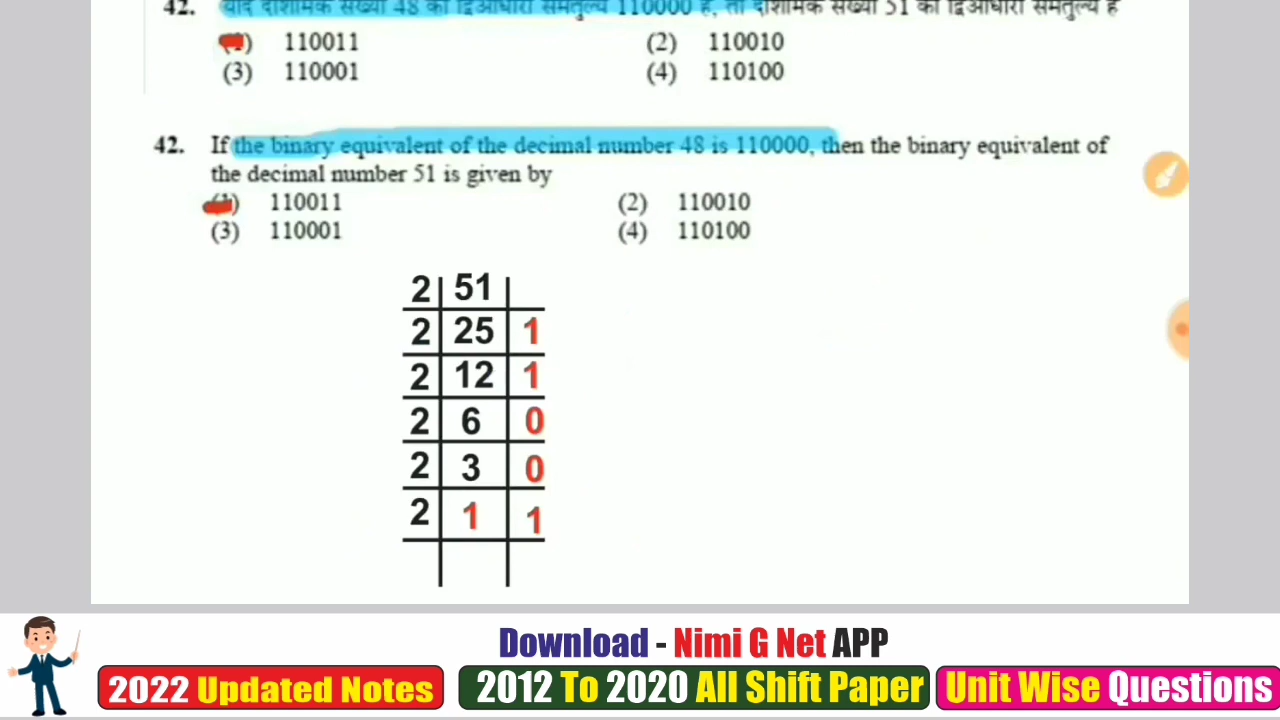 42. यदि दाशमिक संख्या 48 का द्विआधारी समतुल्य 110000 है, तो दाशमिक संख्या 51 का द्विआधारी समतुल्य है
110011 (2) 110010
(3) 110001 (4) 110100
42. If the binary equivalent of the decimal number 48 is 110000, then the binary equivalent of
the decimal number 51 is given by
110011 (2) 110010
(3) 110001 (4) 110100
2 51
2 25 1
2 12 1
2 6 0
2 3 0
2 1 1
Download - Nimi G Net APP
2022 Updated Notes 2012 To 2020 All Shift Paper Unit Wise Questions